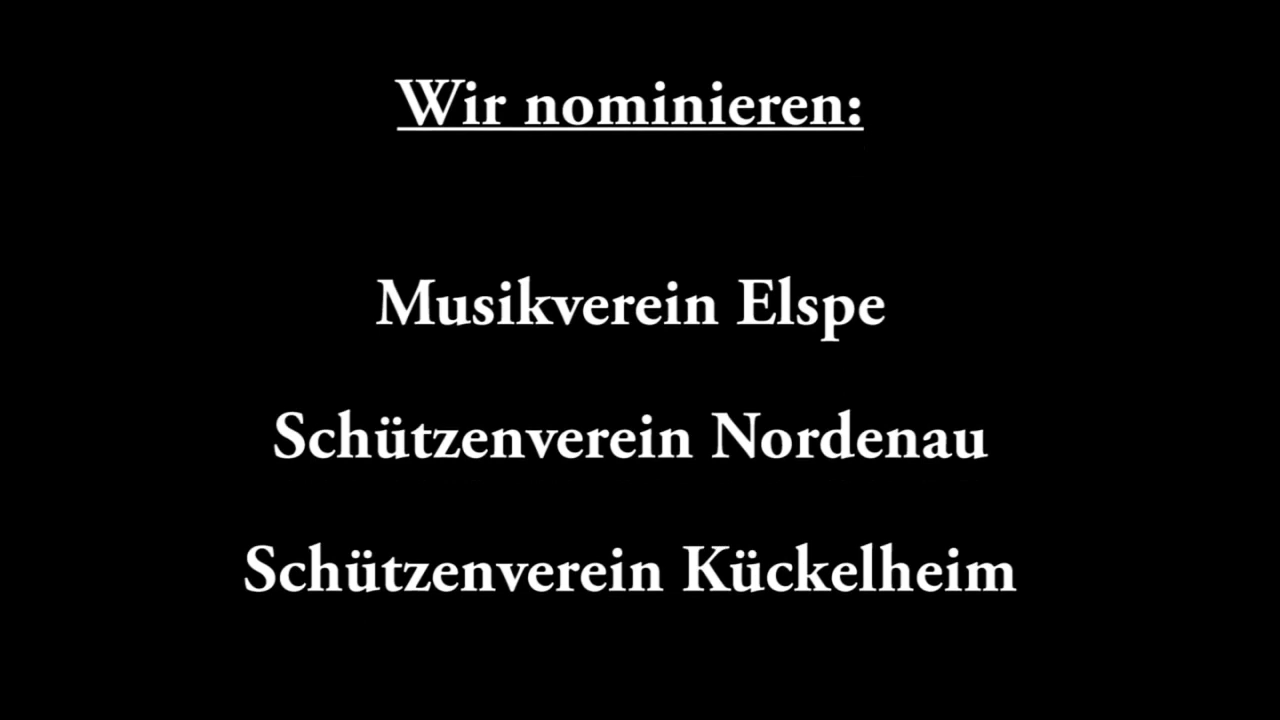 Wir nominieren:
Musikverein Elspe
Schützenverein Nordenau
Schützenverein Kückelheim